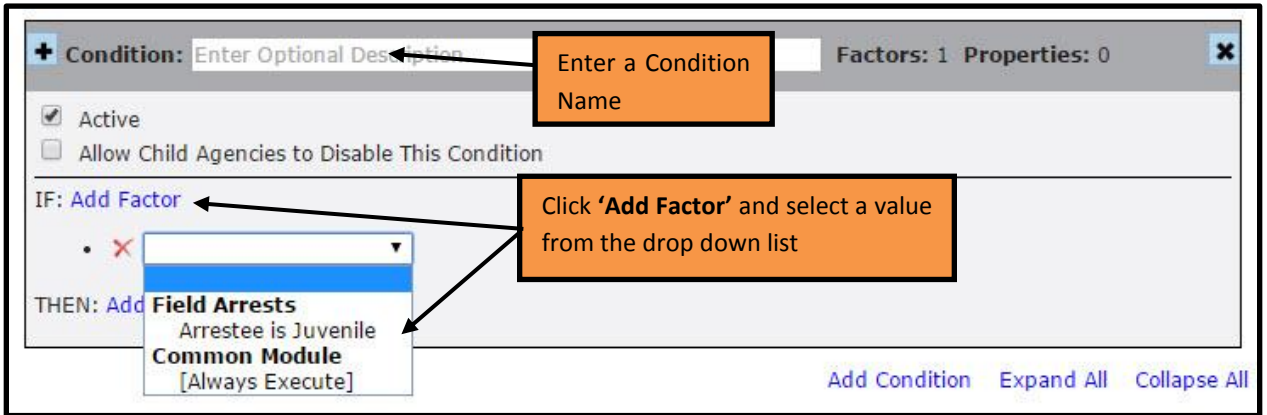 + Condition: Enter Optional Description Factors: 1 Properties: 0 ×
Enter a Condition
Name
Active
Allow Child Agencies to Disable This Condition
IF: Add Factor
Click ‘Add Factor’ and select a value
from the drop down list
THEN: Add
Field Arrests
Arrestee is Juvenile
Common Module
[Always Execute]
Add Condition Expand All Collapse All